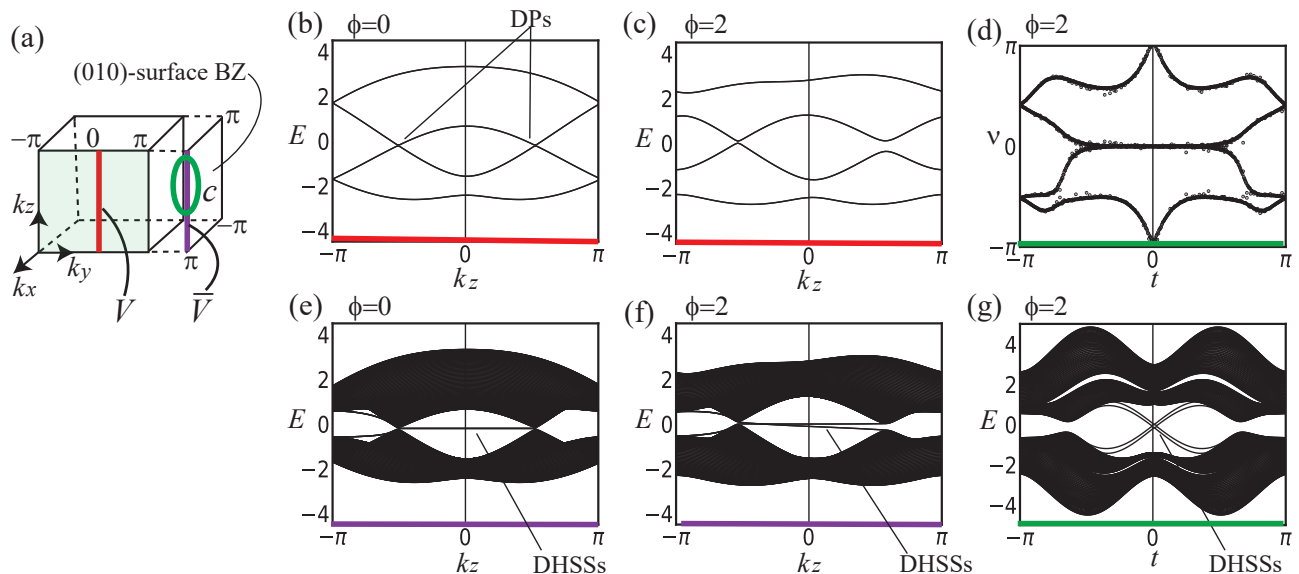 (a)
(010)-surface BZ
−π 0 π π
kz
c
ky
−π
kx
π
V V̅
(b) ϕ=0
DPs
4
2
E 0
−2
−4
−π 0 π
kz
(c) ϕ=2
4
2
E 0
−2
−4
−π 0 π
kz
(d) ϕ=2
π
ν 0
−π
−π 0 π
t
(e) ϕ=0
4
2
E 0
−2
−4
−π 0 π
kz
DHSSs
(f) ϕ=2
4
2
E 0
−2
−4
−π 0 π
kz
DHSSs
(g) ϕ=2
4
2
E 0
−2
−4
−π 0 π
t
DHSSs